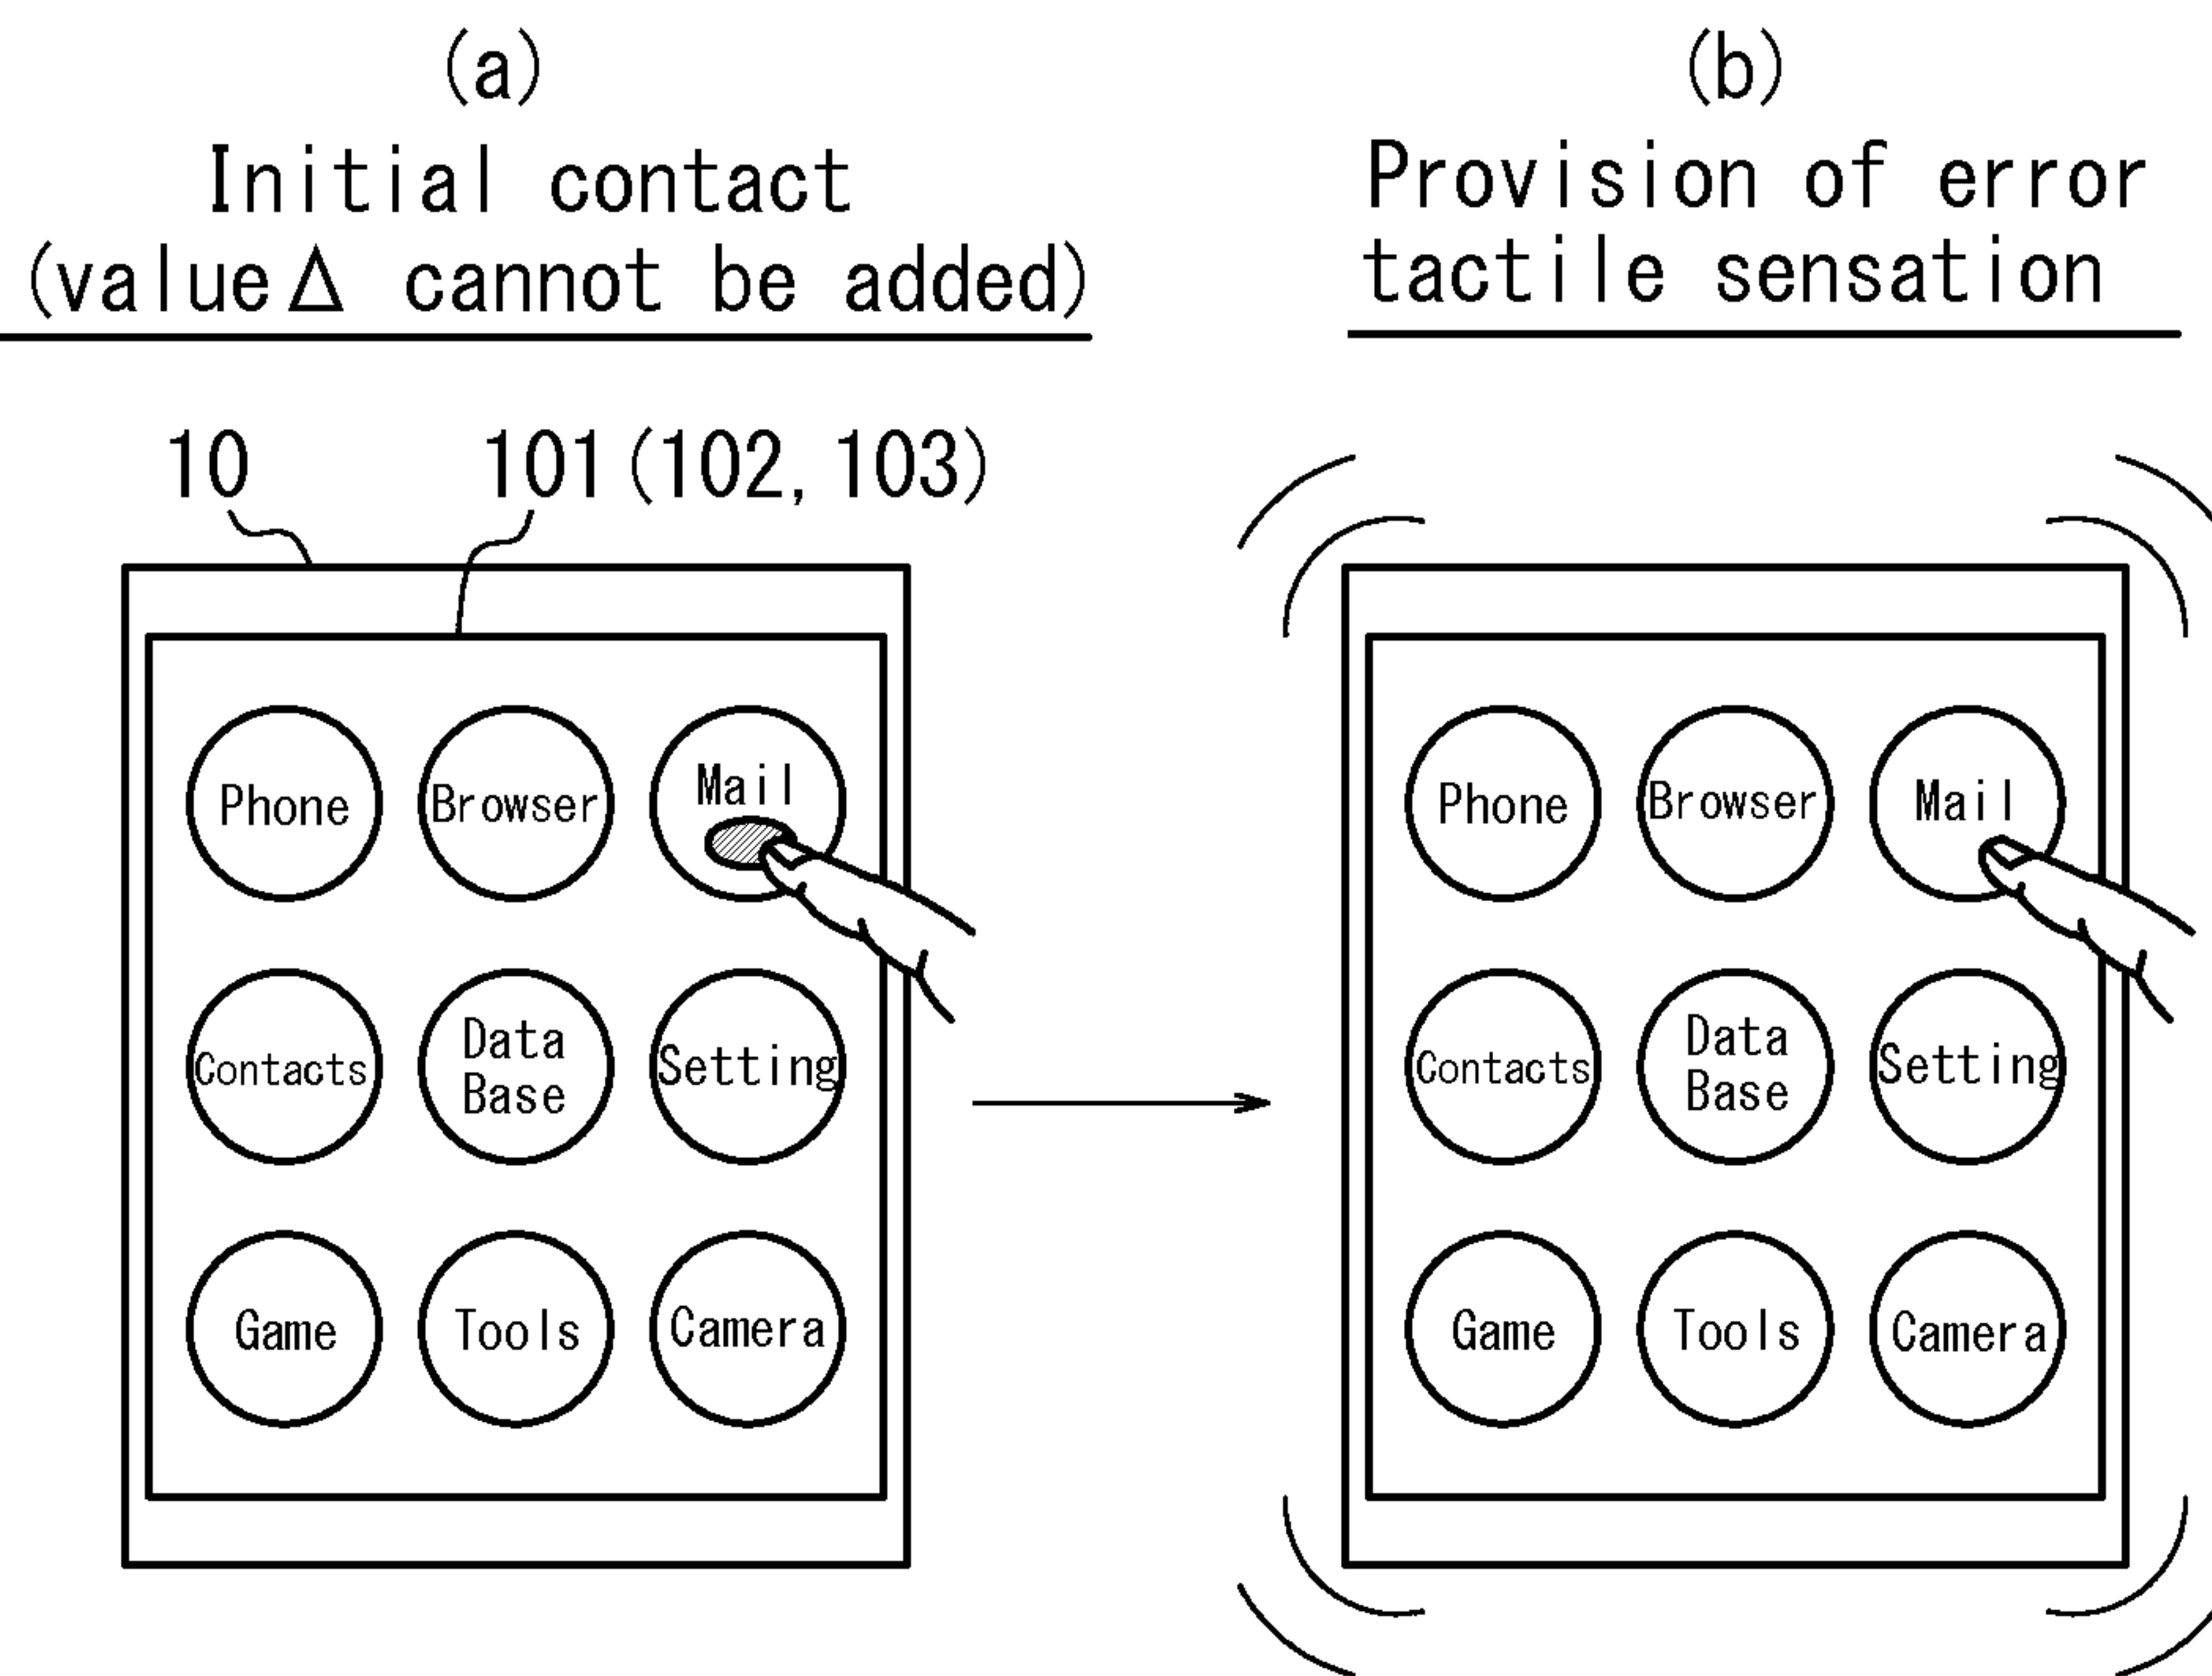 (a)
Initial contact
(valueΔ cannot be added)
10
101(102, 103)
Phone
Browser
Mail
Contacts
Data
Base
Setting
Game
Tools
Camera
(b)
Provision of error
tactile sensation
Phone
Browser
Mail
Contacts
Data
Base
Setting
Game
Tools
Camera